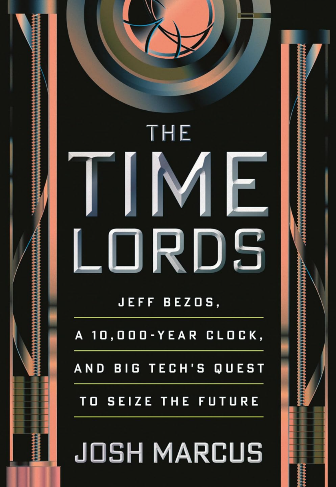 THE
TIME
LORDS
JEFF BEZOS,
A 10,000-YEAR CLOCK,
AND BIG TECH'S QUEST
TO SEIZE THE FUTURE
JOSH MARCUS